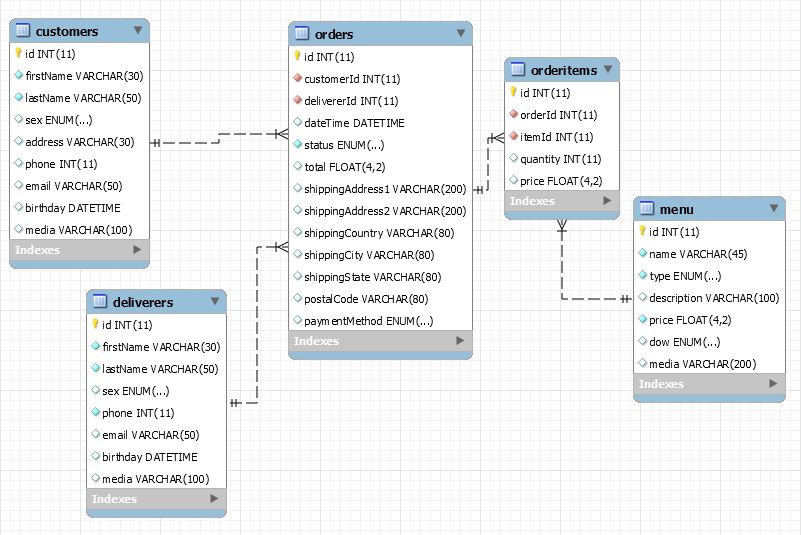 customers
id INT(11)
firstName VARCHAR(30)
lastName VARCHAR(50)
sex ENUM(...)
address VARCHAR(30)
phone INT(11)
email VARCHAR(50)
birthday DATETIME
media VARCHAR(100)
Indexes
orders
id INT(11)
customerId INT(11)
delivererId INT(11)
dateTime DATETIME
status ENUM(...)
total FLOAT(4,2)
shippingAddress1 VARCHAR(200)
shippingAddress2 VARCHAR(200)
shippingCountry VARCHAR(80)
shippingCity VARCHAR(80)
shippingState VARCHAR(80)
postalCode VARCHAR(80)
paymentMethod ENUM(...)
Indexes
orderitems
id INT(11)
orderId INT(11)
itemId INT(11)
quantity INT(11)
price FLOAT(4,2)
Indexes
menu
id INT(11)
name VARCHAR(45)
type ENUM(...)
description VARCHAR(100)
price FLOAT(4,2)
dow ENUM(...)
media VARCHAR(200)
Indexes
deliverers
id INT(11)
firstName VARCHAR(30)
lastName VARCHAR(50)
sex ENUM(...)
phone INT(11)
email VARCHAR(50)
birthday DATETIME
media VARCHAR(100)
Indexes